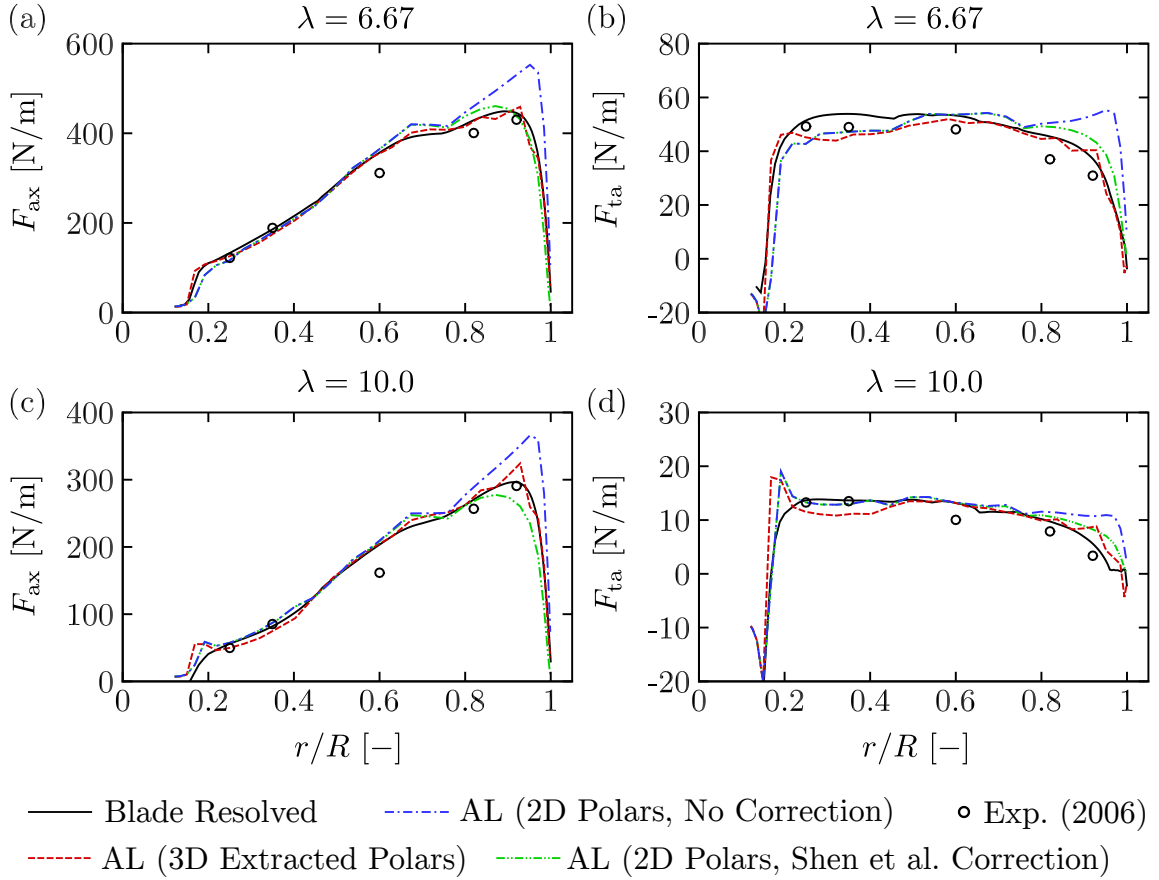 (a) λ = 6.67
600
400
200
0
F_ax [N/m]
0 0.2 0.4 0.6 0.8 1
(b) λ = 6.67
80
60
40
20
0
-20
F_ta [N/m]
0 0.2 0.4 0.6 0.8 1
(c) λ = 10.0
400
300
200
100
0
F_ax [N/m]
0 0.2 0.4 0.6 0.8 1
r/R [−]
(d) λ = 10.0
30
20
10
0
-10
-20
F_ta [N/m]
0 0.2 0.4 0.6 0.8 1
r/R [−]
Blade Resolved AL (2D Polars, No Correction) Exp. (2006)
AL (3D Extracted Polars) AL (2D Polars, Shen et al. Correction)